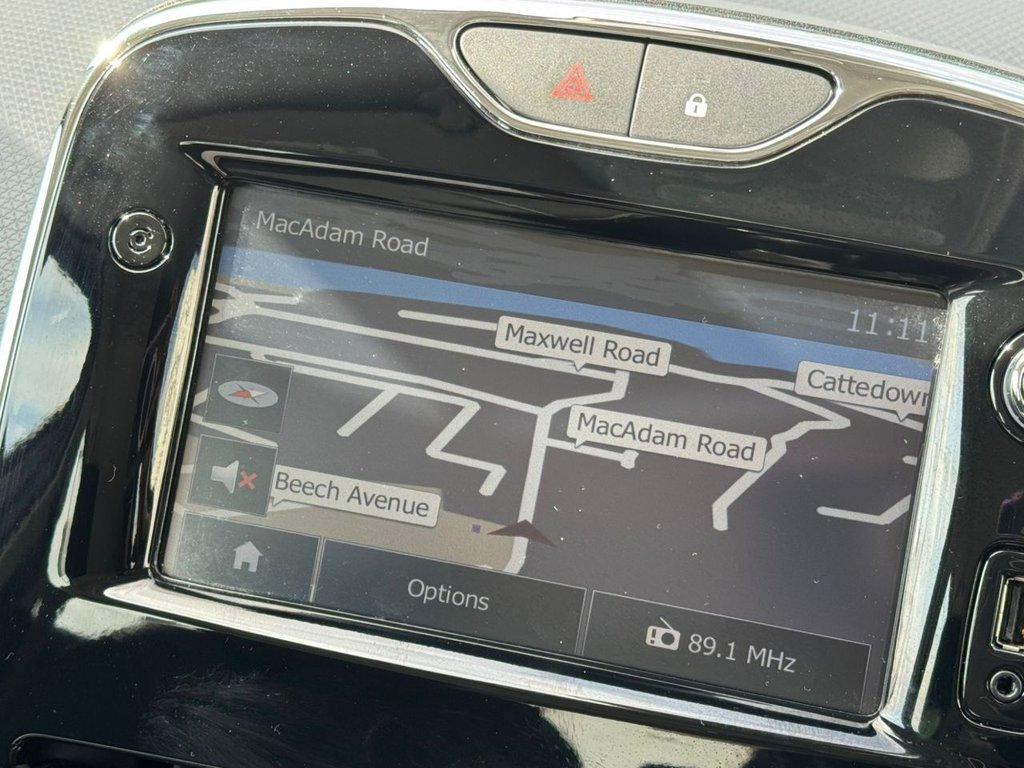 MacAdam Road
11:11
Maxwell Road
Cattedown
MacAdam Road
Beech Avenue
Options
89.1 MHz